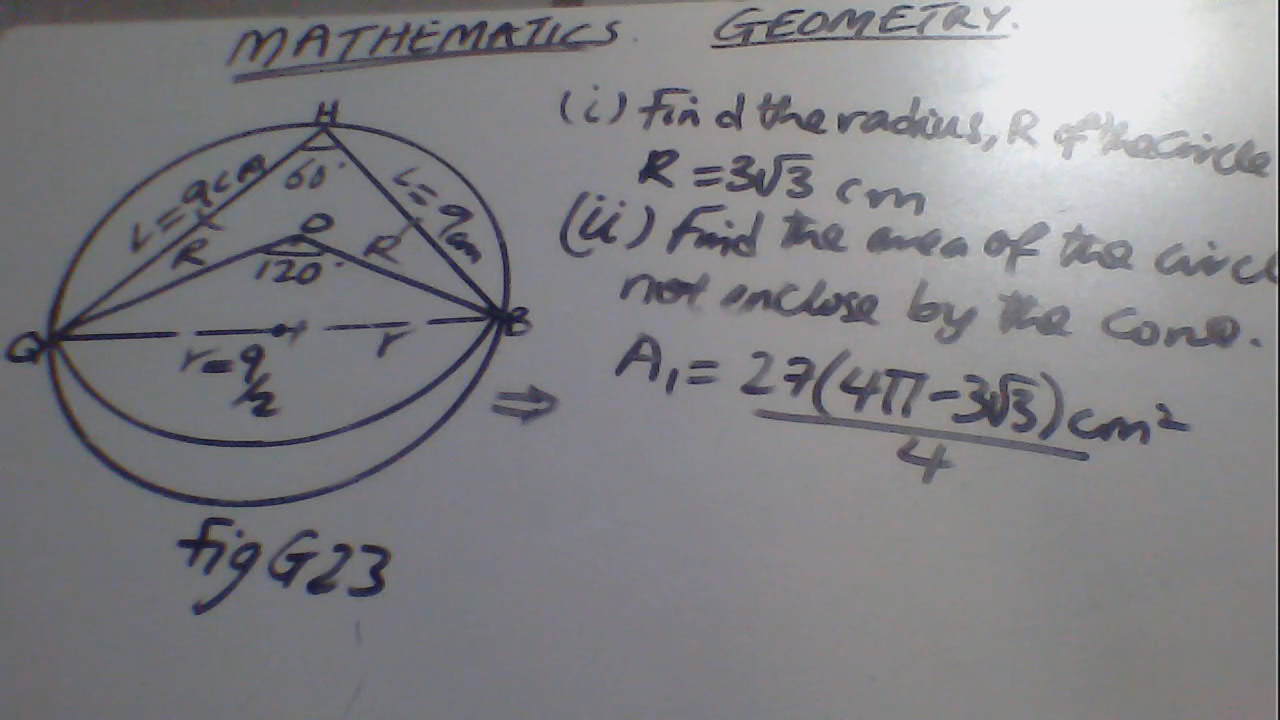 MATHEMATICS. GEOMETRY.
H
60°
L=9cm
L=9cm
R
O
R
120°
Q
B
r=9/2
r
fig G23
(i) Find the radius, R of the circle
R = 3√3 cm
(ii) Find the area of the circl
not enclose by the cone.
⇒ A₁ = 27(4π-3√3) cm²
4